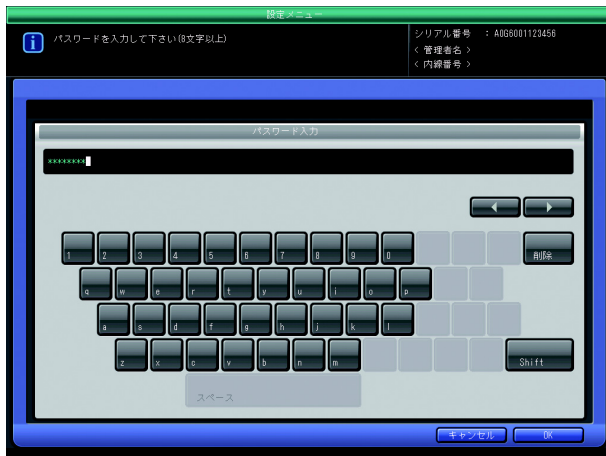 設定メニュー
パスワードを入力して下さい(8文字以上)
シリアル番号 : A0G6001123456
< 管理者名 >
< 内線番号 >
パスワード入力
********
1 2 3 4 5 6 7 8 9 0 削除
q w e r t y u i o p
a s d f g h j k l
z x c v b n m Shift
スペース
キャンセル OK